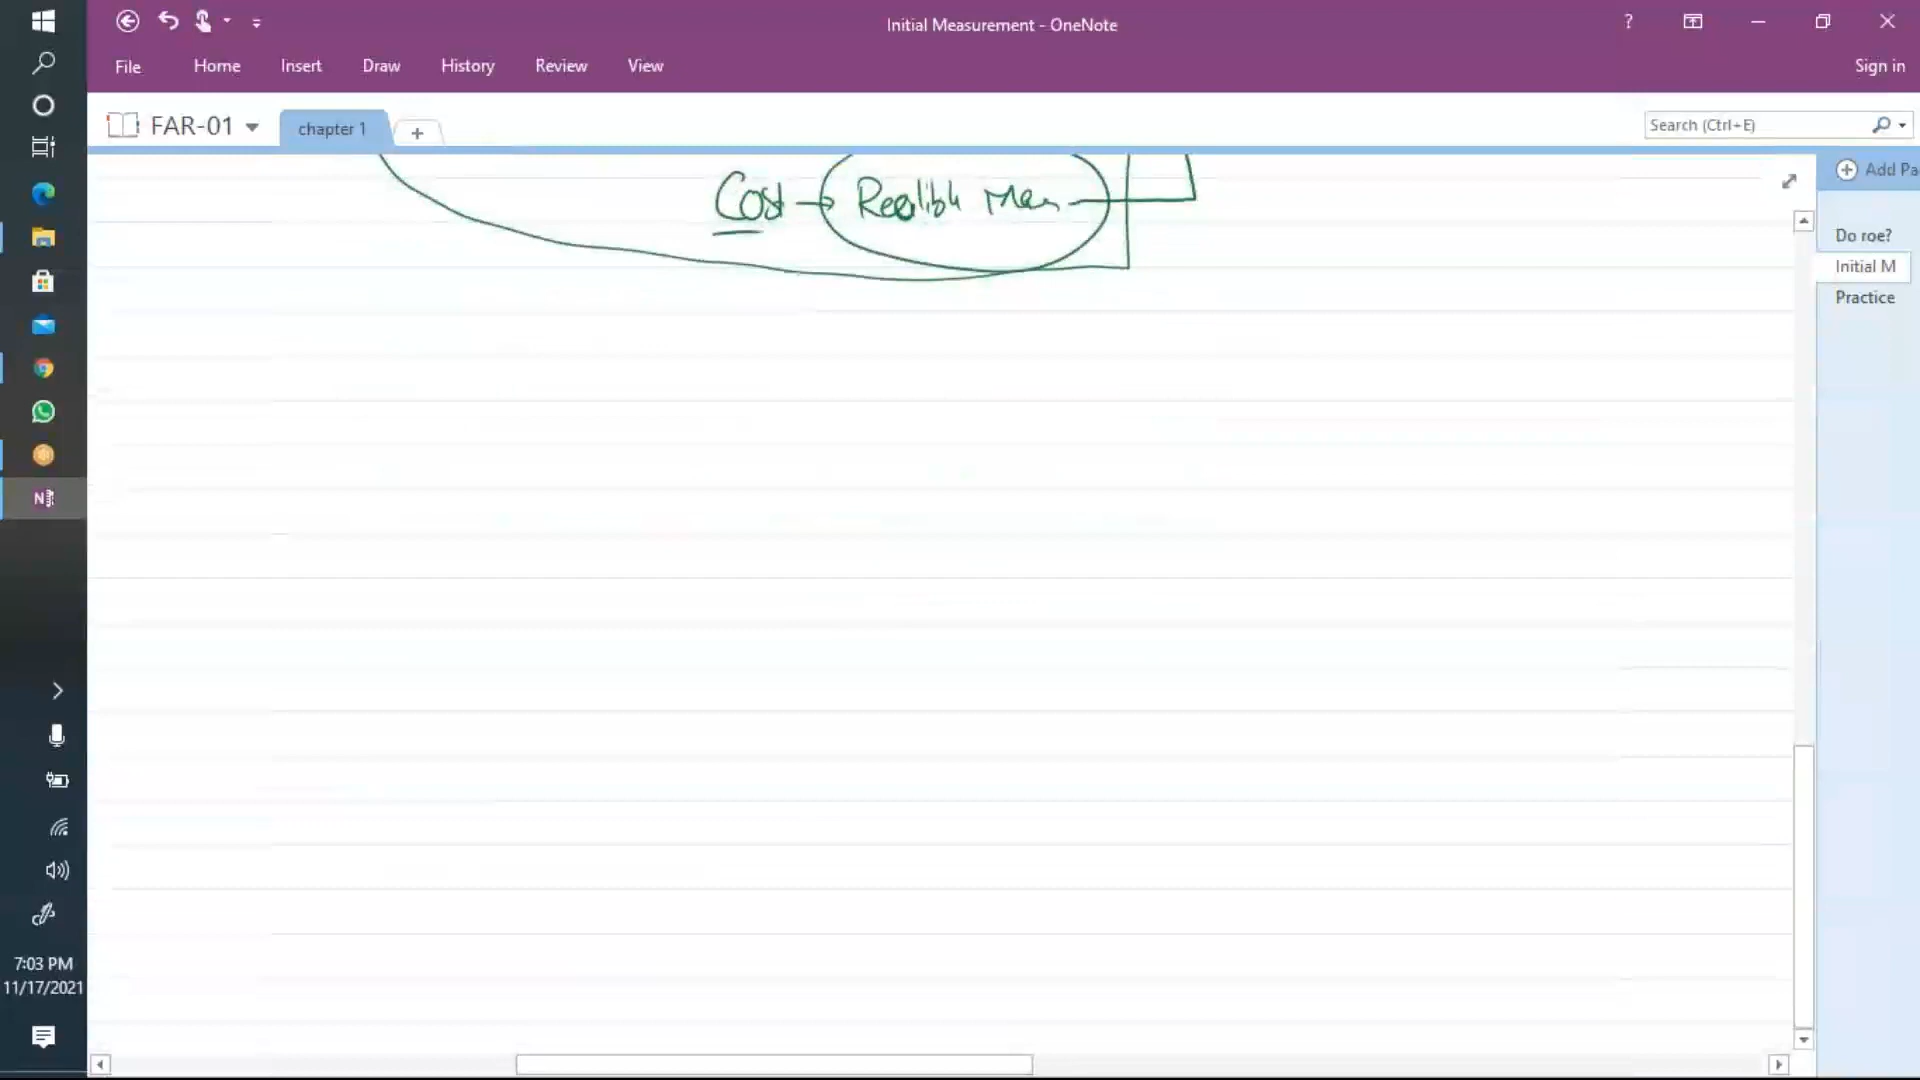 Initial Measurement - OneNote
?
File Home Insert Draw History Review View
Sign in
FAR-01 chapter 1
Search (Ctrl+E)
Add Pa
Cost → Realibl
Do roe?
Initial M
Practice
N
7:03 PM
11/17/2021